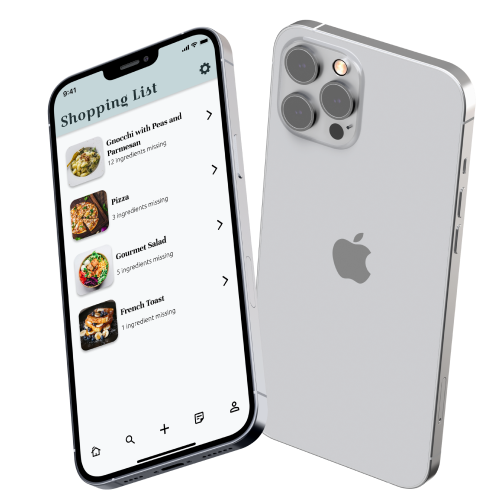 9:41
Shopping List
Gnocchi with Peas and
Parmesan
12 ingredients missing
Pizza
3 ingredients missing
Gourmet Salad
5 ingredients missing
French Toast
1 ingredient missing